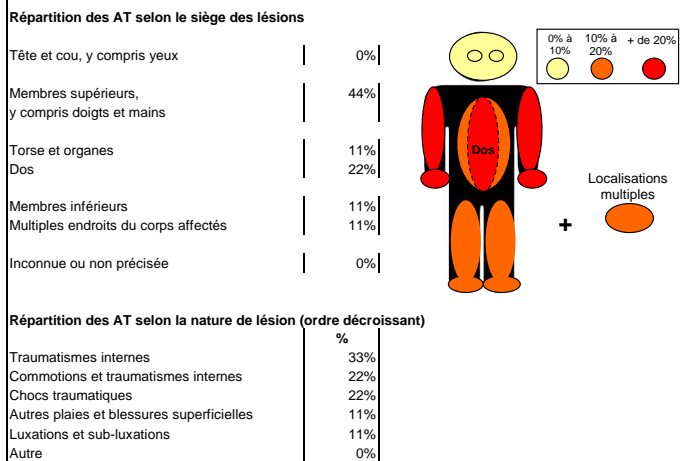 Répartition des AT selon le siège des lésions
Tête et cou, y compris yeux 0%
Membres supérieurs, 44%
y compris doigts et mains
Torse et organes 11%
Dos 22%
Membres inférieurs 11%
Multiples endroits du corps affectés 11%
Inconnue ou non précisée 0%
0% à 10% à + de 20%
10% 20%
Dos
Localisations
multiples
+
Répartition des AT selon la nature de lésion (ordre décroissant)
%
Traumatismes internes 33%
Commotions et traumatismes internes 22%
Chocs traumatiques 22%
Autres plaies et blessures superficielles 11%
Luxations et sub-luxations 11%
Autre 0%